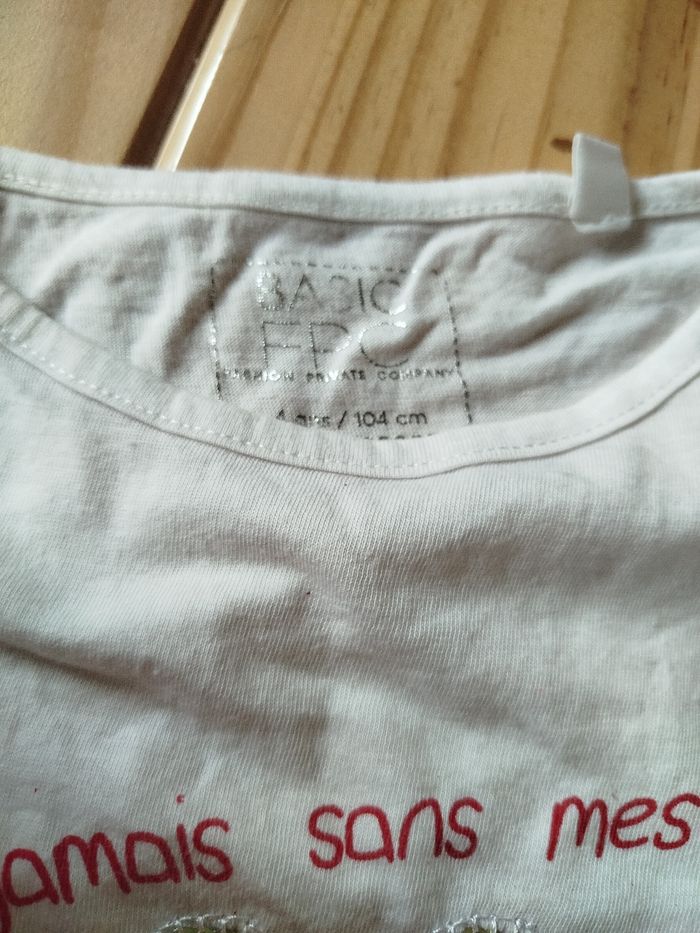 BASIC
FPC
FASHION PRIVATE COMPANY
4 ans / 104 cm
jamais sans mes